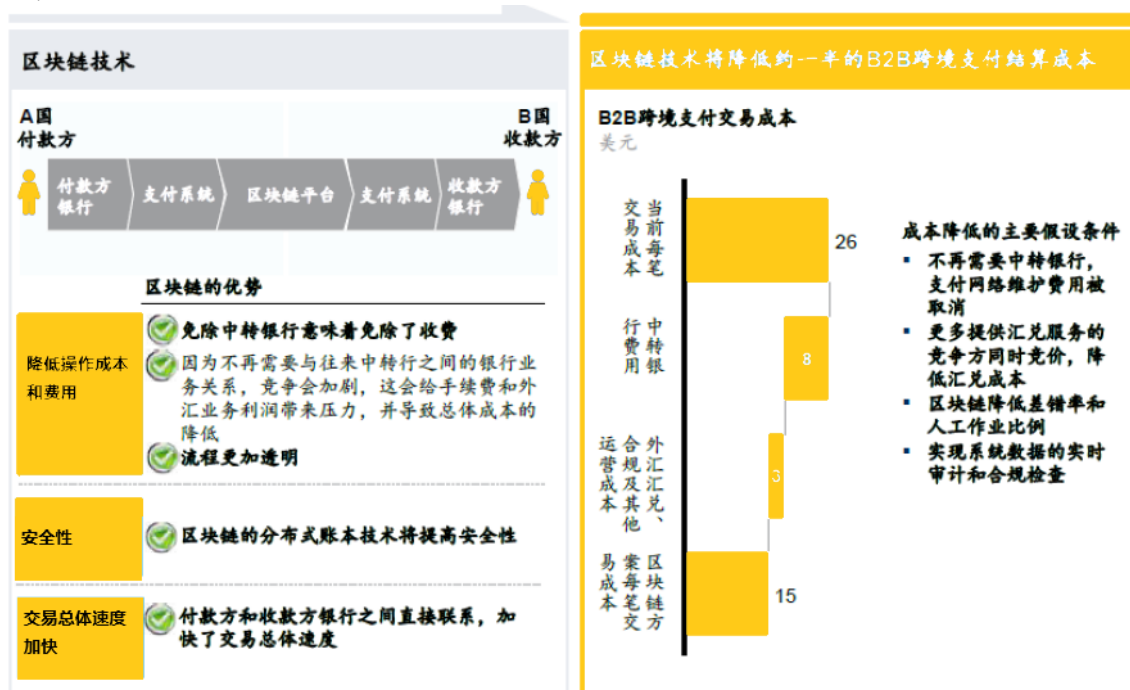 区块链技术
A国
付款方
B国
收款方
付款方
银行
支付系统
区块链平台
支付系统
收款方
银行
区块链的优势
降低操作成本
和费用
免除中转银行意味着免除了收费
因为不再需要与往来中转行之间的银行业
务关系，竞争会加剧，这会给手续费和外
汇业务利润带来压力，并导致总体成本的
降低
流程更加透明
安全性
区块链的分布式账本技术将提高安全性
交易总体速度
加快
付款方和收款方银行之间直接联系，加
快了交易总体速度
区块链技术将降低约-一半的B2B跨境支付结算成本
B2B跨境支付交易成本
美元
当前每笔
交易成本
26
中转银
行费用
8
外汇汇兑、
合规及其他
运营成本
3
区块链方
案每笔交
易成本
15
成本降低的主要假设条件
▪ 不再需要中转银行，
支付网络维护费用被
取消
▪ 更多提供汇兑服务的
竞争方同时竞价，降
低汇兑成本
▪ 区块链降低差错率和
人工作业比例
▪ 实现系统数据的实时
审计和合规检查